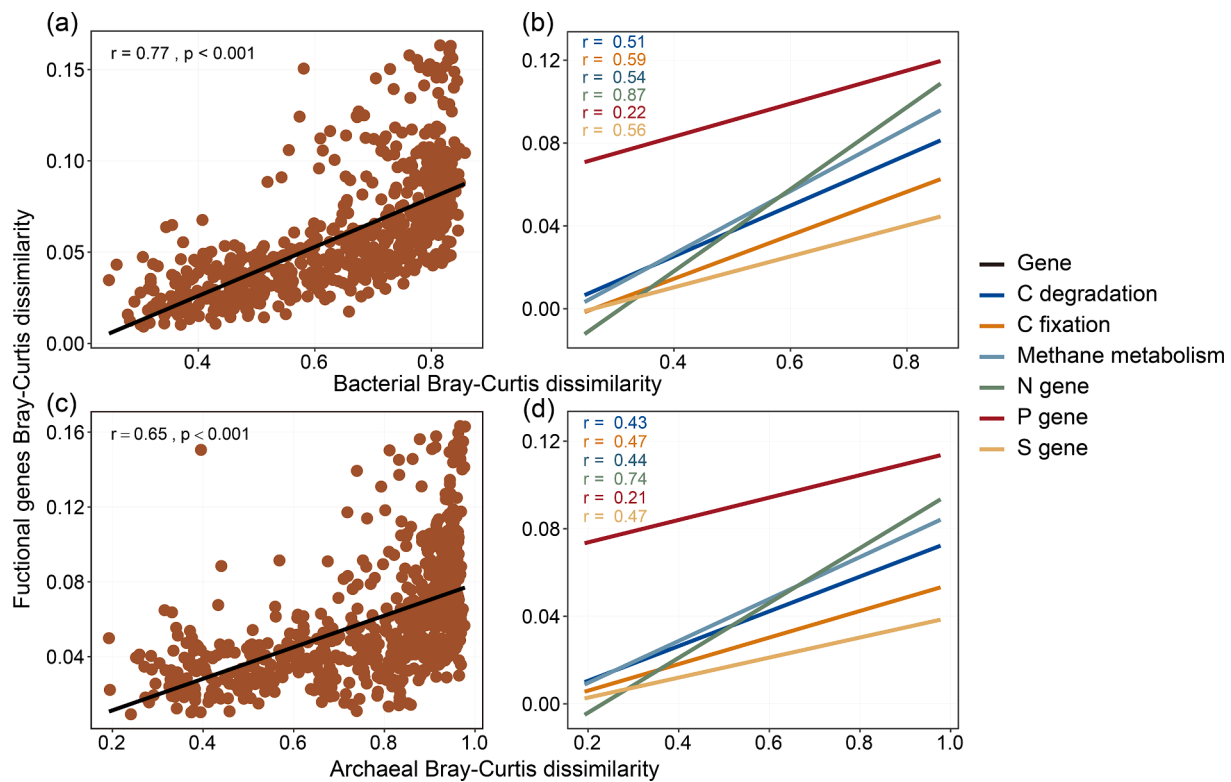 (a)
r = 0.77 , p < 0.001
0.15
0.10
0.05
0.00
0.4
0.6
0.8
(b)
r = 0.51
r = 0.59
r = 0.54
r = 0.87
r = 0.22
r = 0.56
0.12
0.08
0.04
0.00
0.4
0.6
0.8
Bacterial Bray-Curtis dissimilarity
Fuctional genes Bray-Curtis dissimilarity
(c)
r = 0.65 , p < 0.001
0.16
0.12
0.08
0.04
0.2
0.4
0.6
0.8
1.0
(d)
r = 0.43
r = 0.47
r = 0.44
r = 0.74
r = 0.21
r = 0.47
0.12
0.08
0.04
0.00
0.2
0.4
0.6
0.8
1.0
Archaeal Bray-Curtis dissimilarity
Gene
C degradation
C fixation
Methane metabolism
N gene
P gene
S gene